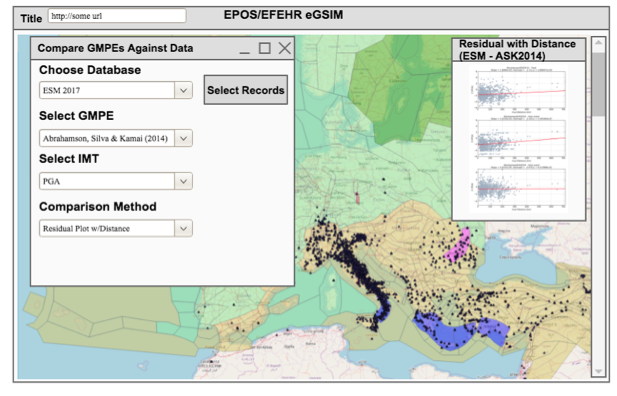 Title
http://some url
EPOS/EFEHR eGSIM
Compare GMPEs Against Data
Choose Database
ESM 2017
Select Records
Select GMPE
Abrahamson, Silva & Kamai (2014)
Select IMT
PGA
Comparison Method
Residual Plot w/Distance
Residual with Distance
(ESM - ASK2014)